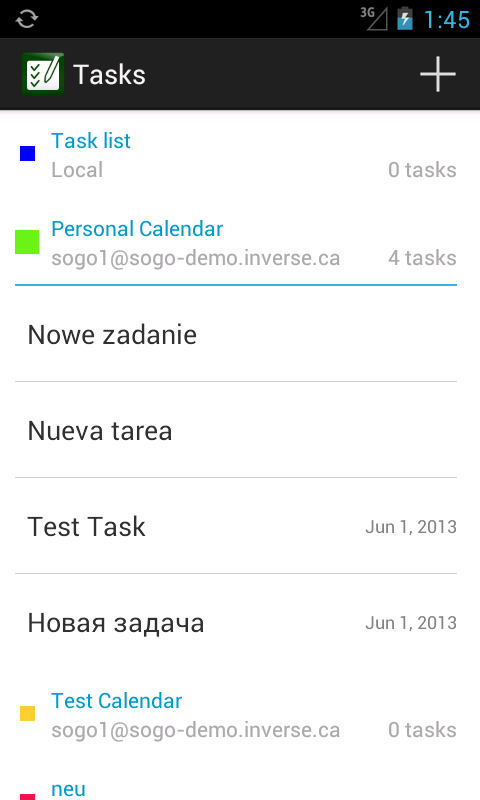 3G 1:45
Tasks
Task list
Local 0 tasks
Personal Calendar
sogo1@sogo-demo.inverse.ca 4 tasks
Nowe zadanie
Nueva tarea
Test Task Jun 1, 2013
Новая задача Jun 1, 2013
Test Calendar
sogo1@sogo-demo.inverse.ca 0 tasks
neu